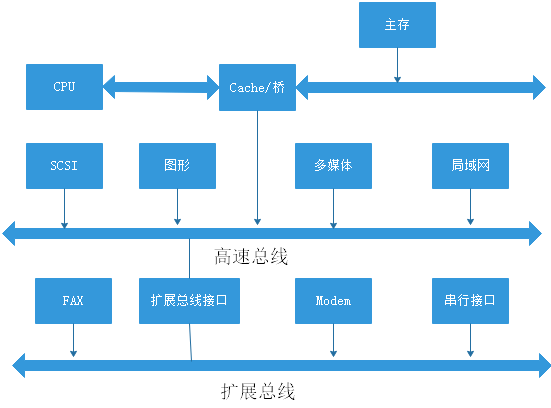 主存
CPU
Cache/桥
SCSI
图形
多媒体
局域网
高速总线
FAX
扩展总线接口
Modem
串行接口
扩展总线